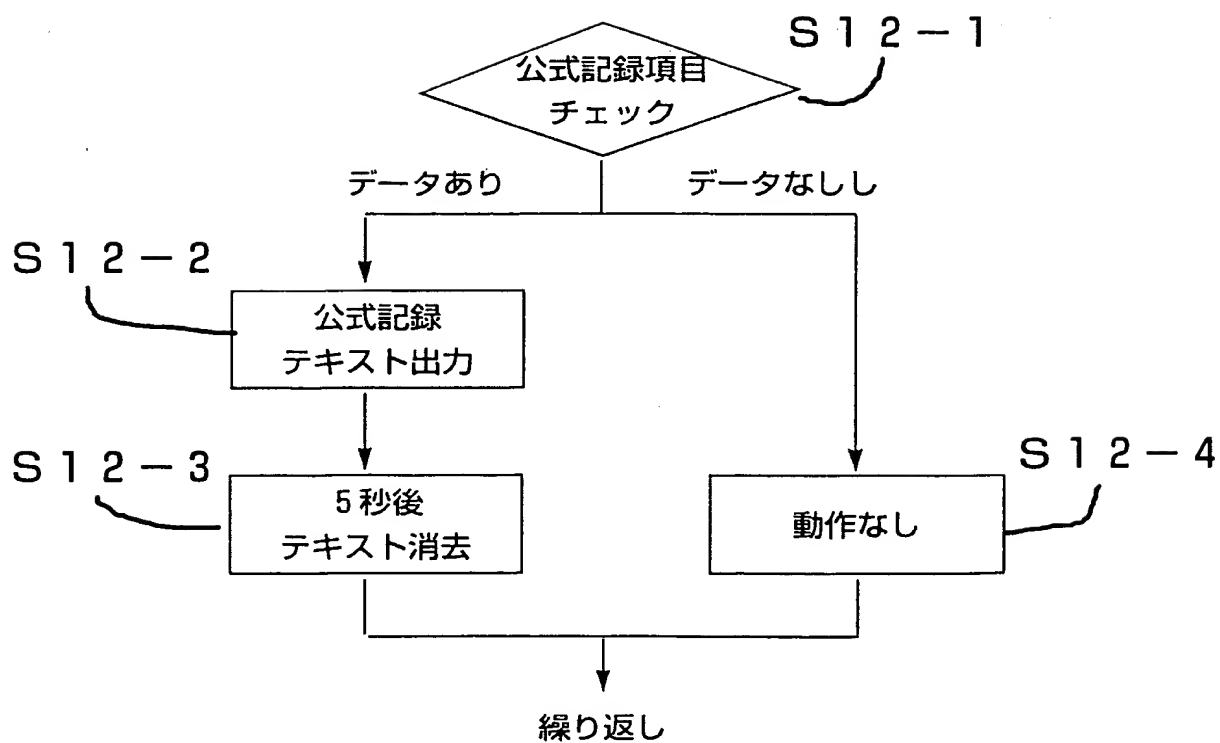 S12-1
公式記録項目
チェック
データあり
データなしし
S12-2
公式記録
テキスト出力
S12-3
5秒後
テキスト消去
S12-4
動作なし
繰り返し